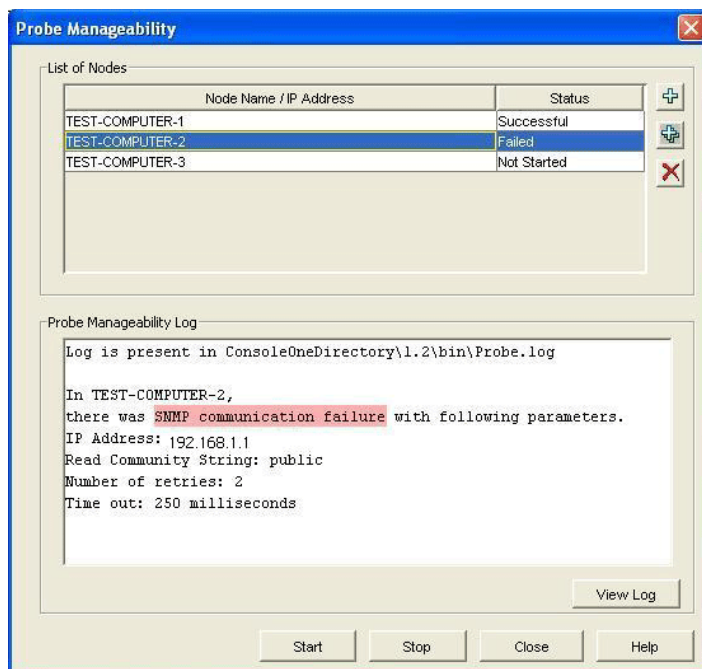 Probe Manageability
List of Nodes
Node Name / IP Address Status
TEST-COMPUTER-1 Successful
TEST-COMPUTER-2 Failed
TEST-COMPUTER-3 Not Started
Probe Manageability Log
Log is present in ConsoleOneDirectory\1.2\bin\Probe.log
In TEST-COMPUTER-2,
there was SNMP communication failure with following parameters.
IP Address: 192.168.1.1
Read Community String: public
Number of retries: 2
Time out: 250 milliseconds
View Log
Start Stop Close Help